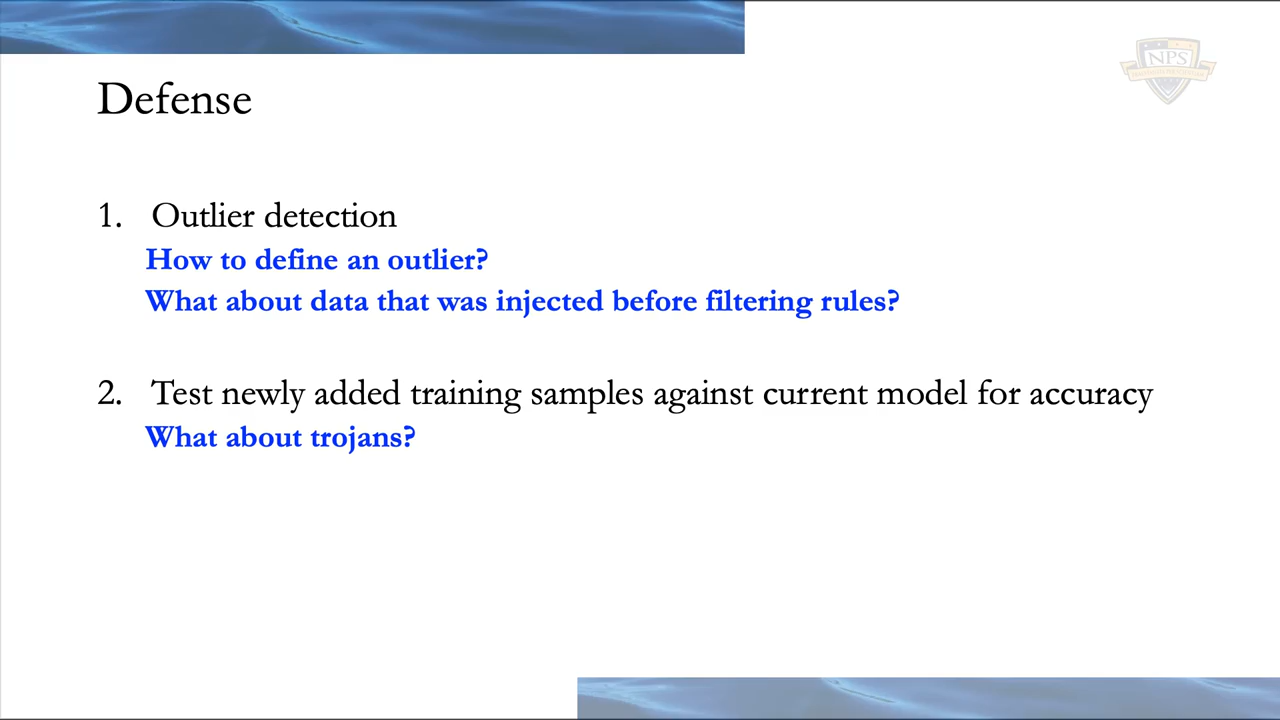 NPS
Defense
1. Outlier detection
How to define an outlier?
What about data that was injected before filtering rules?
2. Test newly added training samples against current model for accuracy
What about trojans?